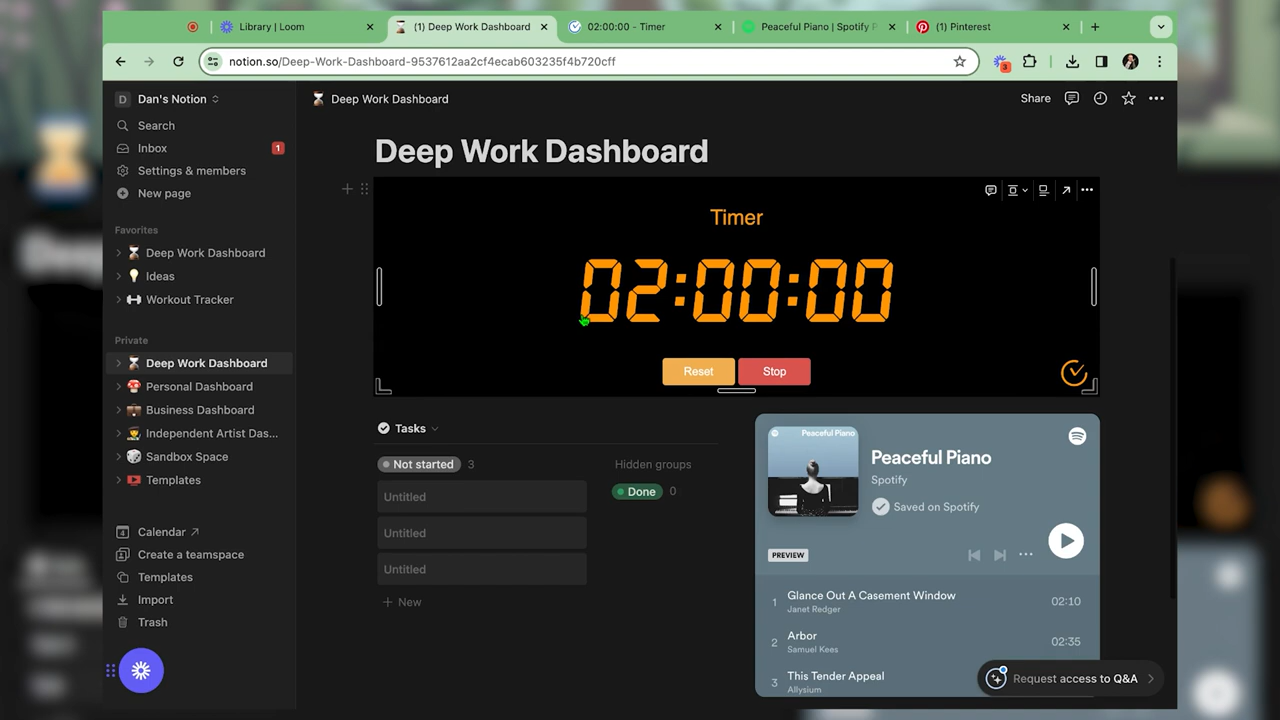 Library | Loom
(1) Deep Work Dashboard
02:00:00 - Timer
Peaceful Piano | Spotify P
(1) Pinterest
notion.so/Deep-Work-Dashboard-9537612aa2cf4ecab603235f4b720cff
3
D Dan's Notion
Deep Work Dashboard
Share
Search
Inbox 1
Settings & members
New page
Favorites
Deep Work Dashboard
Ideas
Workout Tracker
Private
Deep Work Dashboard
Personal Dashboard
Business Dashboard
Independent Artist Das...
Sandbox Space
Templates
4 Calendar ↗
Create a teamspace
Templates
Import
Trash
Deep Work Dashboard
Timer
02:00:00
Reset Stop
Tasks
Not started 3
Untitled
Untitled
Untitled
+ New
Hidden groups
Done 0
Peaceful Piano
Peaceful Piano
Spotify
Saved on Spotify
PREVIEW
1 Glance Out A Casement Window 02:10
Janet Redger
2 Arbor 02:35
Samuel Kees
3 This Tender Appeal
Allysium
Request access to Q&A